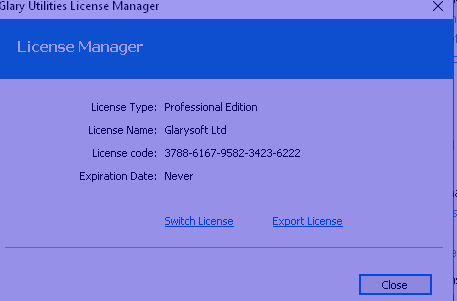 Glary Utilities License Manager
License Manager
License Type: Professional Edition
License Name: Glarysoft Ltd
License code: 3788-6167-9582-3423-6222
Expiration Date: Never
Switch License Export License
Close